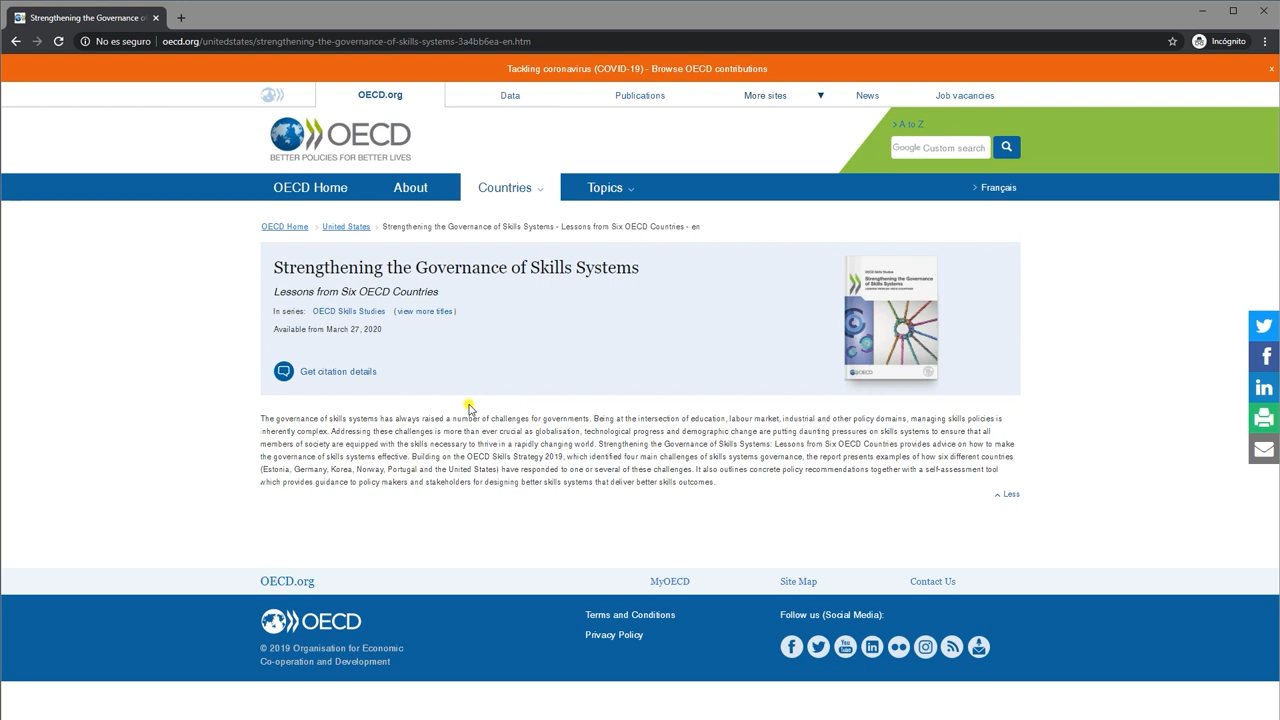 Strengthening the Governance of
No es seguro
oecd.org/unitedstates/strengthening-the-governance-of-skills-systems-3a4bb6ea-en.htm
Incógnito
Tackling coronavirus (COVID-19) - Browse OECD contributions
x
OECD.org
Data
Publications
More sites
News
Job vacancies
OECD
BETTER POLICIES FOR BETTER LIVES
> A to Z
Google Custom search
OECD Home
About
Countries
Topics
> Français
OECD Home > United States > Strengthening the Governance of Skills Systems - Lessons from Six OECD Countries - en
Strengthening the Governance of Skills Systems
Lessons from Six OECD Countries
In series: OECD Skills Studies (view more titles)
Available from March 27, 2020
Get citation details
OECD Skills Studies
Strengthening the Governance
of Skills Systems
LESSONS FROM SIX OECD COUNTRIES
OECD
The governance of skills systems has always raised a number of challenges for governments. Being at the intersection of education, labour market, industrial and other policy domains, managing skills policies is
inherently complex. Addressing these challenges is more than ever crucial as globalisation, technological progress and demographic change are putting daunting pressures on skills systems to ensure that all
members of society are equipped with the skills necessary to thrive in a rapidly changing world. Strengthening the Governance of Skills Systems: Lessons from Six OECD Countries provides advice on how to make
the governance of skills systems effective. Building on the OECD Skills Strategy 2019, which identified four main challenges of skills systems governance, the report presents examples of how six different countries
(Estonia, Germany, Korea, Norway, Portugal and the United States) have responded to one or several of these challenges. It also outlines concrete policy recommendations together with a self-assessment tool
which provides guidance to policy makers and stakeholders for designing better skills systems that deliver better skills outcomes.
Less
OECD.org
MyOECD
Site Map
Contact Us
OECD
© 2019 Organisation for Economic
Co-operation and Development
Terms and Conditions
Privacy Policy
Follow us (Social Media):
You
Tube